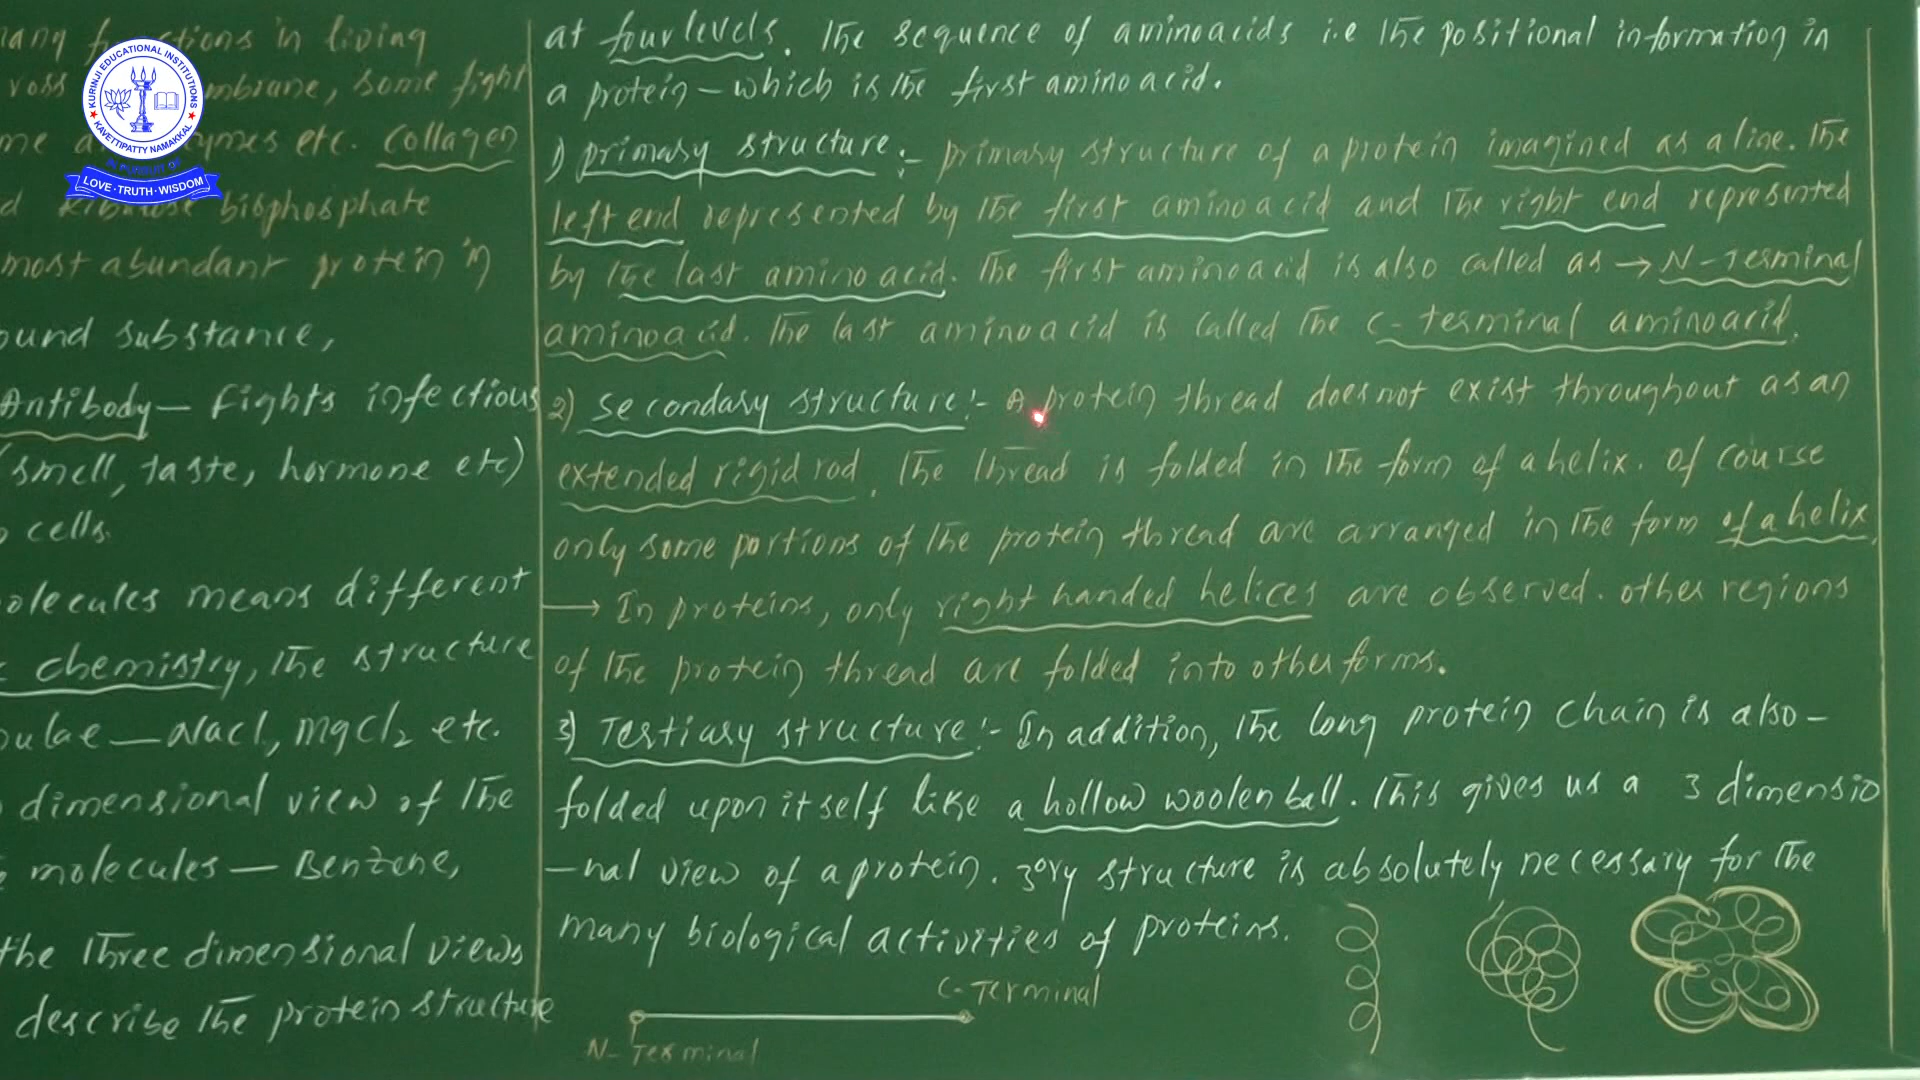 KURINJI EDUCATIONAL INSTITUTIONS
KAVETTIPATTY NAMAKKAL
IN PURSUIT OF
LOVE · TRUTH · WISDOM
in living
some fight
etc. Collagen
bisphosphate
most abundant protein in
ound substance,
Antibody — fights infectious
(smell, taste, hormone etc)
cells.
olecules means different
chemistry, the structure
ulae — Nacl, MgCl₂ etc.
dimensional view of the
molecules — Benzene,
the three dimensional views
describe the protein structure
at four levels. The sequence of aminoacids i.e the positional information in
a protein – which is the first amino acid.
1) primary structure :- primary structure of a protein imagined as a line. The
left end represented by the first amino acid and the right end represented
by the last amino acid. The first aminoacid is also called as → N-Terminal
aminoacid. The last aminoacid is called the C-terminal aminoacid.
2) Secondary structure :- A protein thread does not exist throughout as an
extended rigid rod. The thread is folded in the form of a helix. Of course
only some portions of the protein thread are arranged in the form of a helix.
→ In proteins, only right handed helices are observed. other regions
of the protein thread are folded into other forms.
3) Tertiary structure :- In addition, the long protein chain is also –
folded upon itself like a hollow woolen ball. This gives us a 3 dimensio
–nal view of a protein. 3ory structure is absolutely necessary for the
many biological activities of proteins.
C-Terminal
N-Terminal